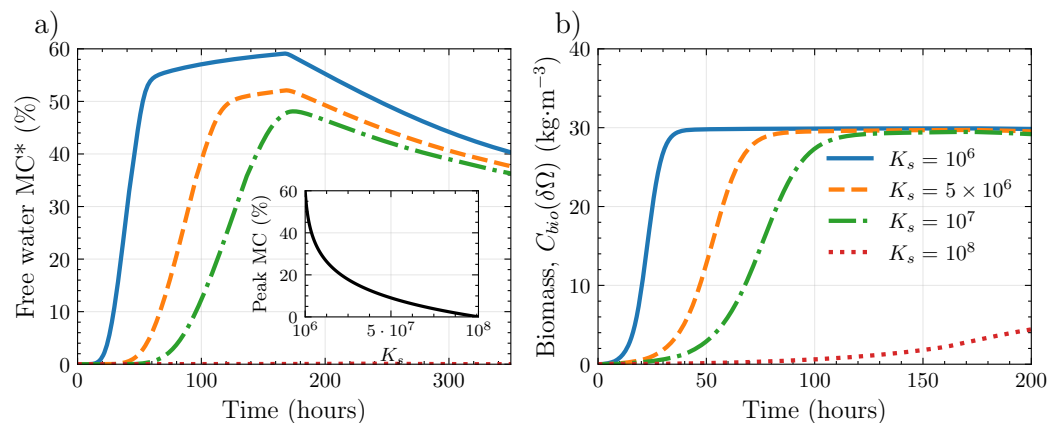 a)
Free water MC* (%)
60
50
40
30
20
10
0
0
100
200
300
Time (hours)
Peak MC (%)
60
40
20
0
10^6
5 · 10^7
10^8
K_s
b)
Biomass, C_bio(δΩ) (kg·m^−3)
40
30
20
10
0
0
50
100
150
200
Time (hours)
K_s = 10^6
K_s = 5 × 10^6
K_s = 10^7
K_s = 10^8